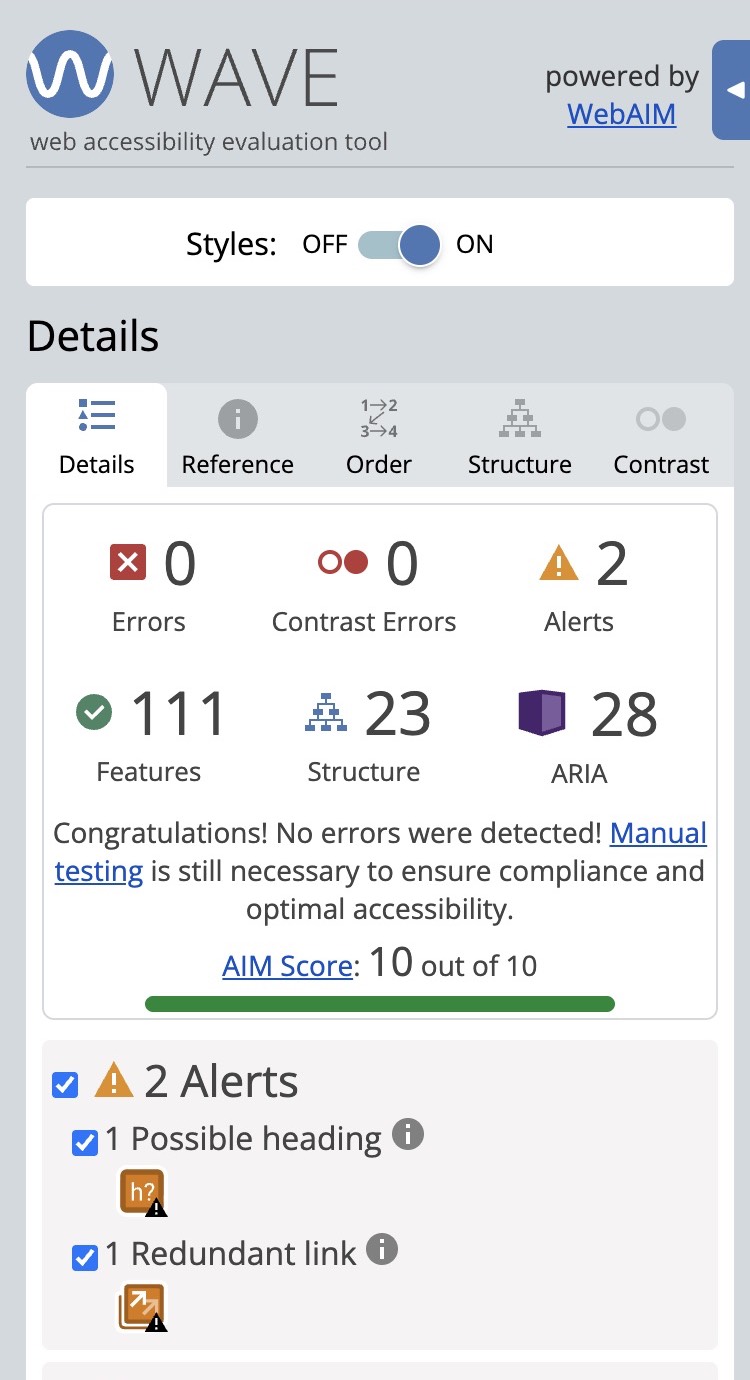 WAVE
web accessibility evaluation tool
powered by
WebAIM
Styles: OFF ON
Details
1→2
3→4
Details Reference Order Structure Contrast
0 0 2
Errors Contrast Errors Alerts
111 23 28
Features Structure ARIA
Congratulations! No errors were detected! Manual
testing is still necessary to ensure compliance and
optimal accessibility.
AIM Score: 10 out of 10
2 Alerts
1 Possible heading
h?
1 Redundant link